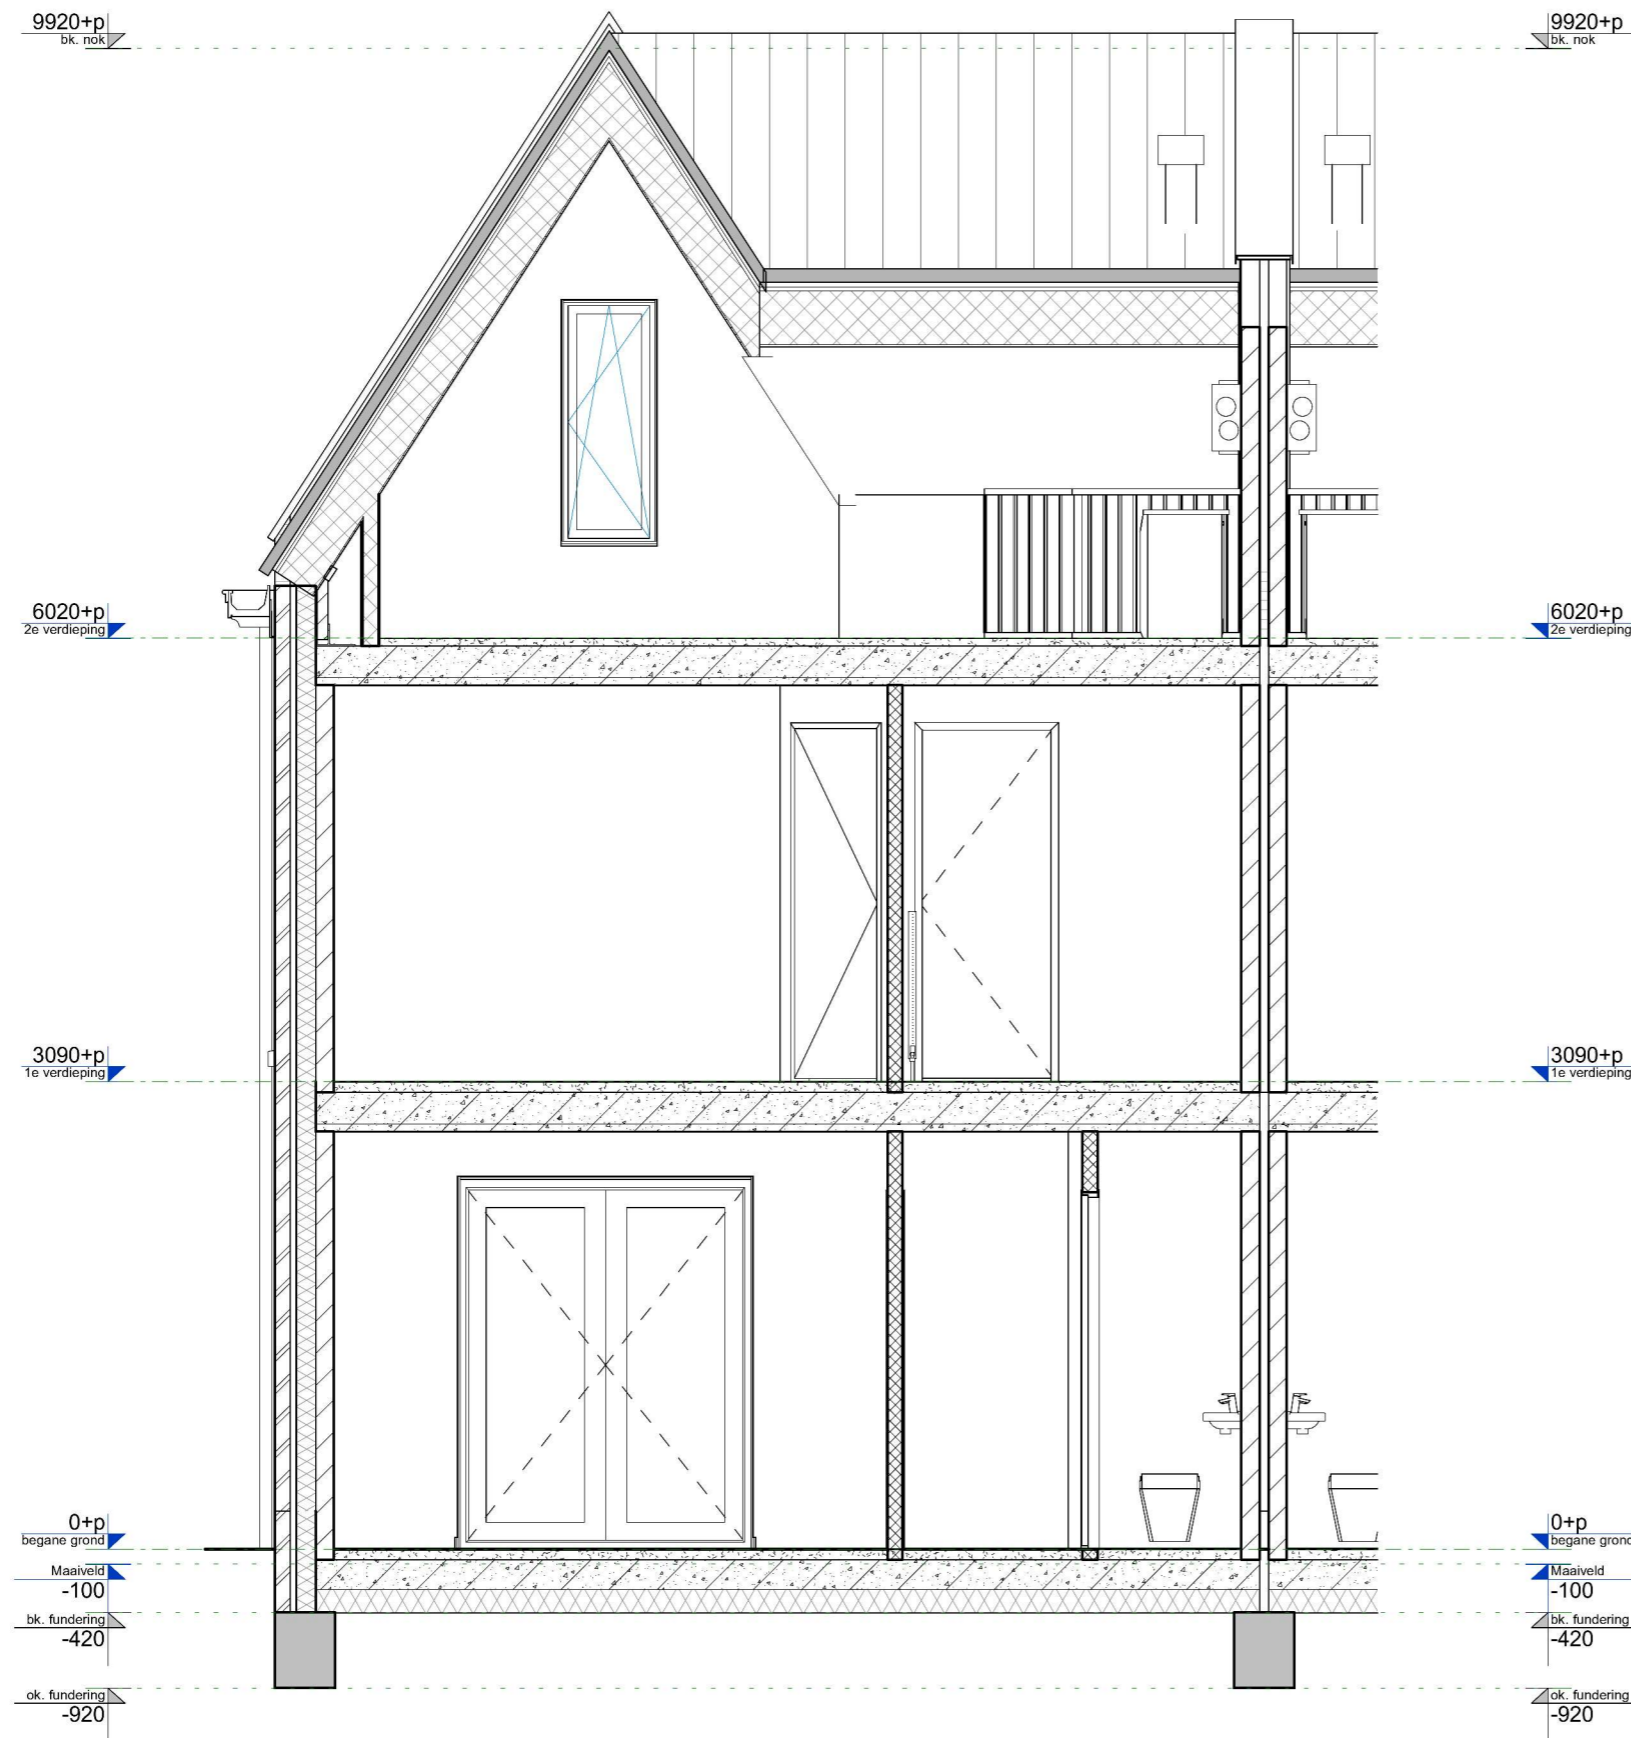 9920+p
bk. nok
9920+p
bk. nok
6020+p
2e verdieping
6020+p
2e verdieping
3090+p
1e verdieping
3090+p
1e verdieping
0+p
begane grond
0+p
begane grond
Maaiveld
-100
Maaiveld
-100
bk. fundering
-420
bk. fundering
-420
ok. fundering
-920
ok. fundering
-920